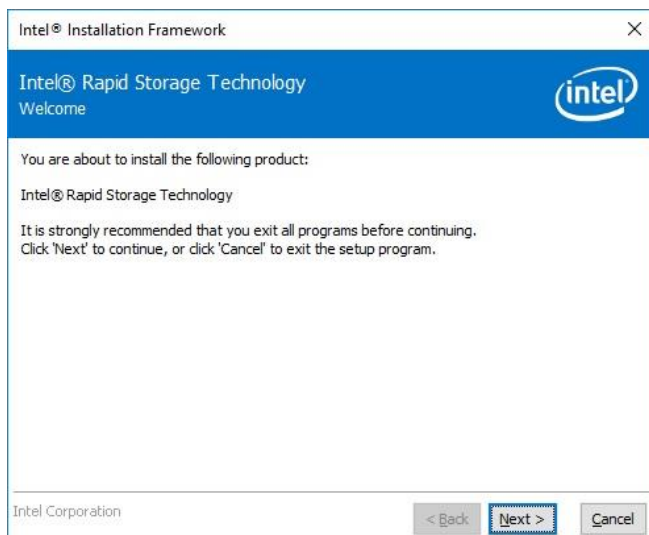 Intel® Installation Framework
Intel® Rapid Storage Technology
Welcome
intel
You are about to install the following product:
Intel® Rapid Storage Technology
It is strongly recommended that you exit all programs before continuing.
Click 'Next' to continue, or click 'Cancel' to exit the setup program.
Intel Corporation
< Back Next > Cancel